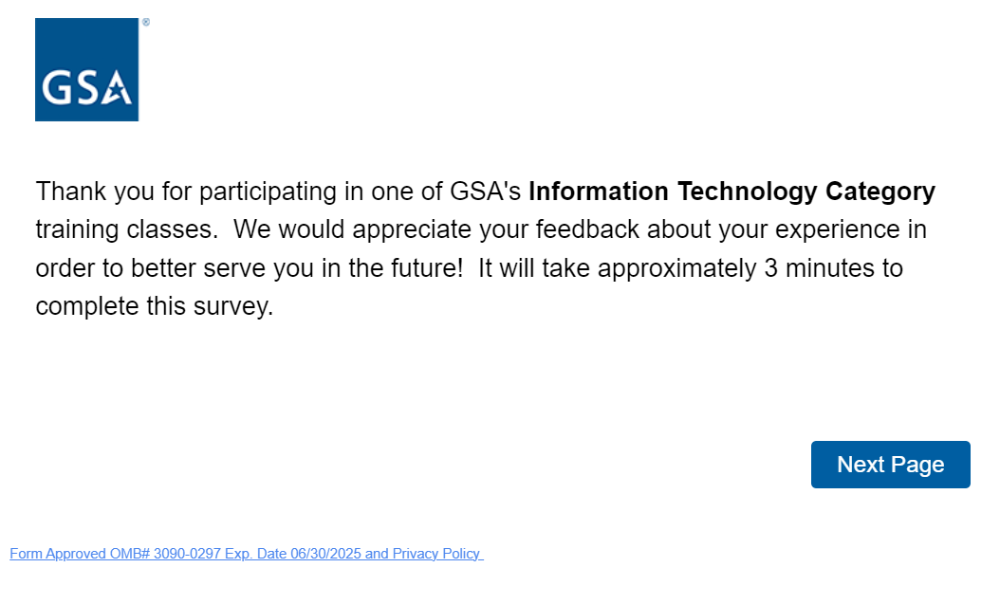 ®
GSA
Thank you for participating in one of GSA's Information Technology Category
training classes.  We would appreciate your feedback about your experience in
order to better serve you in the future!  It will take approximately 3 minutes to
complete this survey.
Next Page
Form Approved OMB# 3090-0297 Exp. Date 06/30/2025 and Privacy Policy